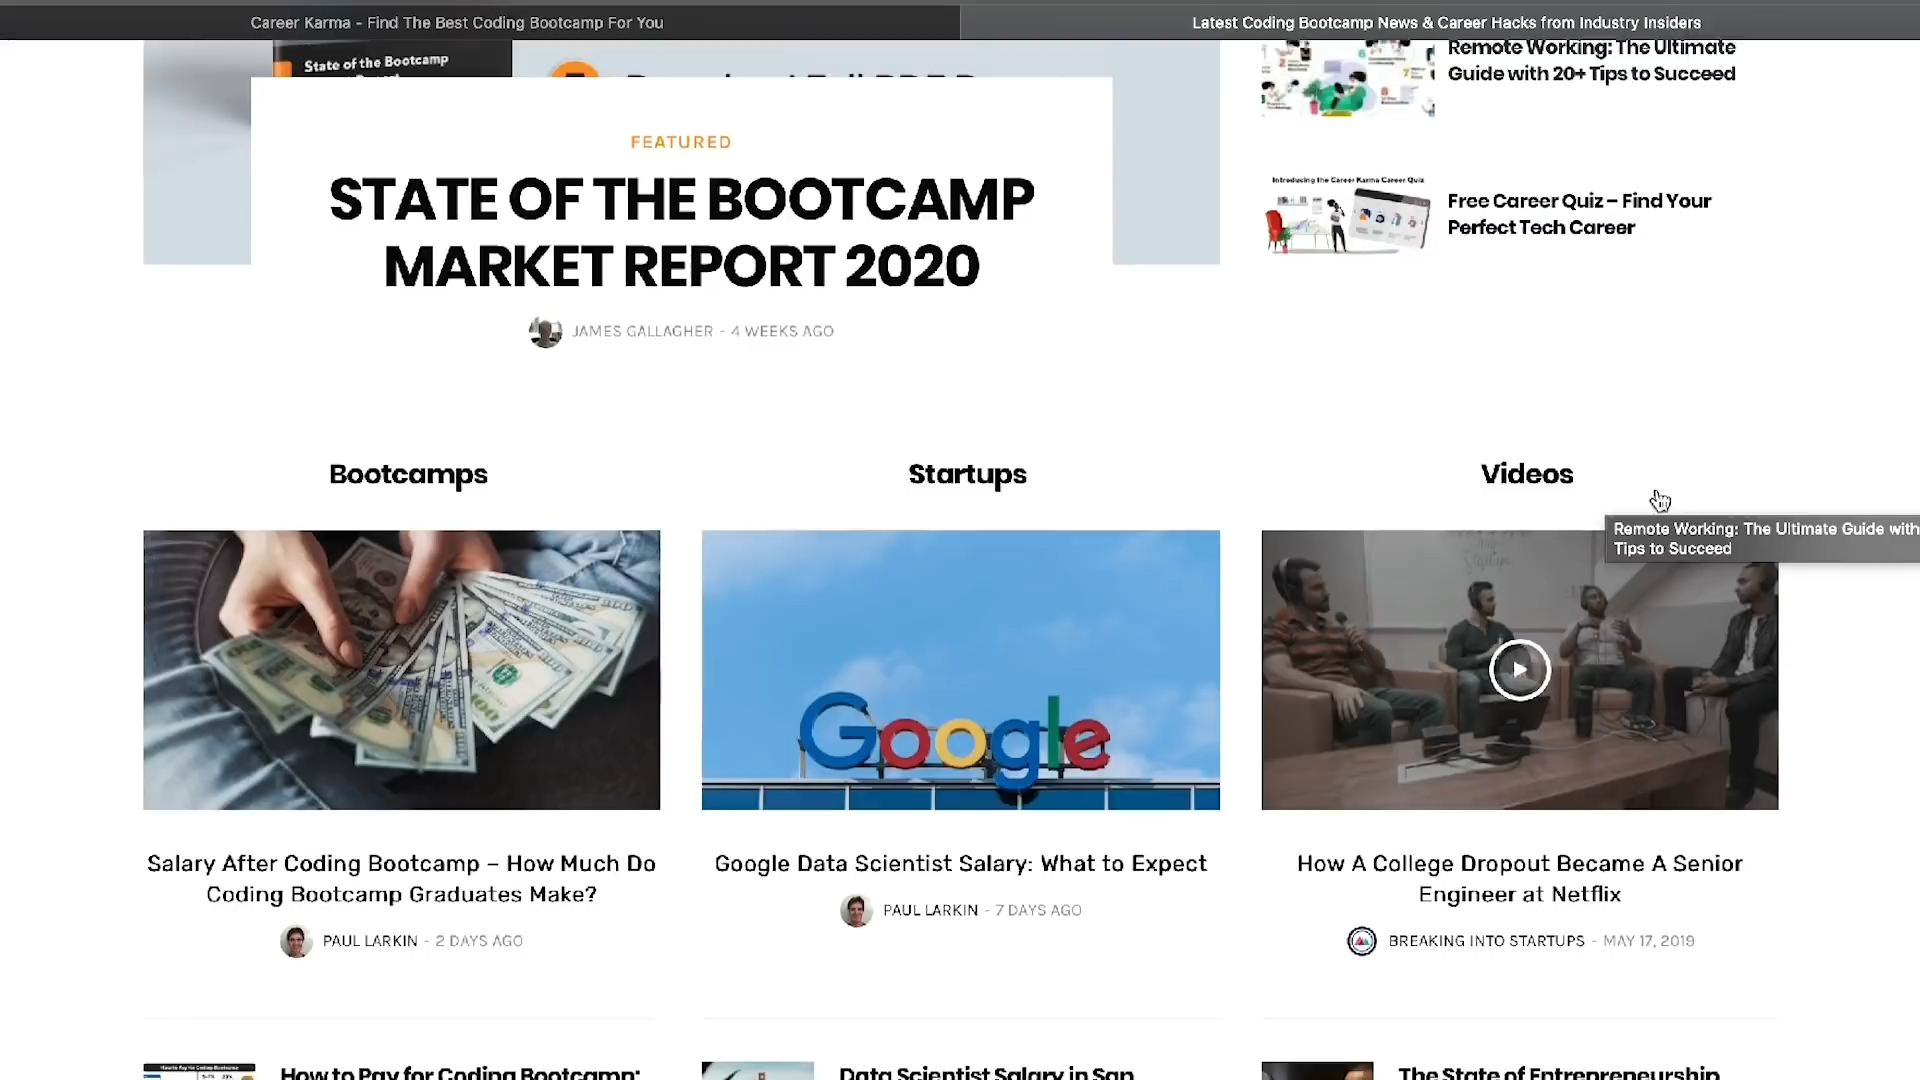 Career Karma - Find The Best Coding Bootcamp For You
Latest Coding Bootcamp News & Career Hacks from Industry Insiders
State of the Bootcamp
FEATURED
STATE OF THE BOOTCAMP
MARKET REPORT 2020
JAMES GALLAGHER - 4 WEEKS AGO
Remote Working: The Ultimate
Guide with 20+ Tips to Succeed
Introducing the Career Karma Career Quiz
Free Career Quiz – Find Your
Perfect Tech Career
Bootcamps
Startups
Videos
Remote Working: The Ultimate Guide with
Tips to Succeed
Google
Salary After Coding Bootcamp – How Much Do
Coding Bootcamp Graduates Make?
PAUL LARKIN - 2 DAYS AGO
Google Data Scientist Salary: What to Expect
PAUL LARKIN - 7 DAYS AGO
How A College Dropout Became A Senior
Engineer at Netflix
BREAKING INTO STARTUPS - MAY 17, 2019
How to Pay for Coding Bootcamp:
Data Scientist Salary in San
The State of Entrepreneurship